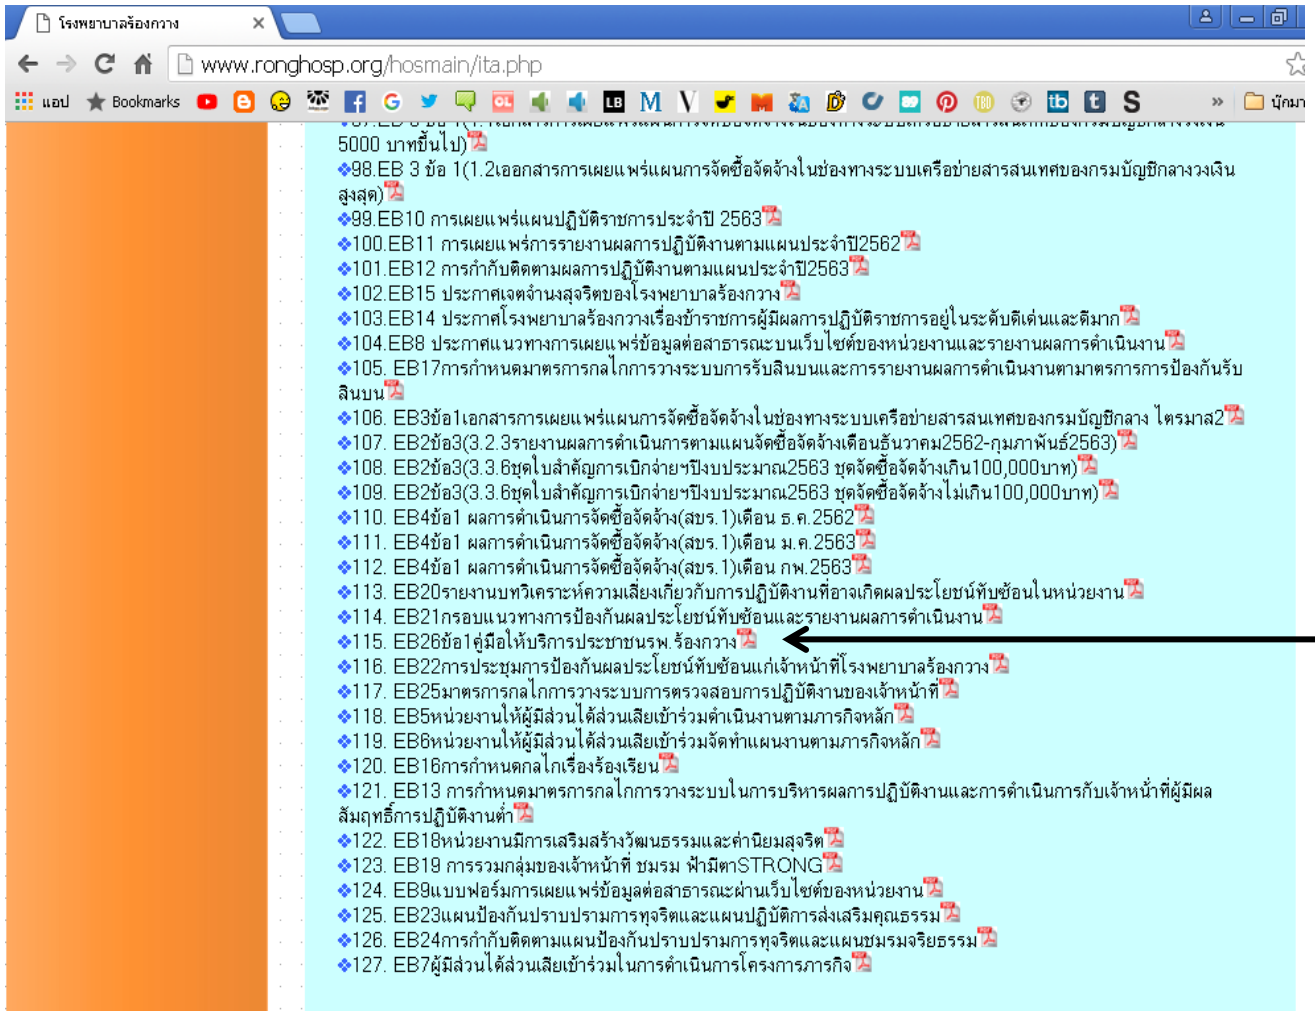 โรงพยาบาลร้องกวาง
www.ronghosp.org/hosmain/ita.php
แอป Bookmarks
5000 บาทขึ้นไป)
98.EB 3 ข้อ 1(1.2เออกสารการเผยแพร่แผนการจัดซื้อจัดจ้างในช่องทางระบบเครือข่ายสารสนเทศของกรมบัญชีกลางวงเงิน
สูงสุด)
99.EB10 การเผยแพร่แผนปฏิบัติราชการประจำปี 2563
100.EB11 การเผยแพร่การรายงานผลการปฏิบัติงานตามแผนประจำปี2562
101.EB12 การกำกับติดตามผลการปฏิบัติงานตามแผนประจำปี2563
102.EB15 ประกาศเจตจำนงสุจริตของโรงพยาบาลร้องกวาง
103.EB14 ประกาศโรงพยาบาลร้องกวางเรื่องข้าราชการผู้มีผลการปฏิบัติราชการอยู่ในระดับดีเด่นและดีมาก
104.EB8 ประกาศแนวทางการเผยแพร่ข้อมูลต่อสาธารณะบนเว็บไซต์ของหน่วยงานและรายงานผลการดำเนินงาน
105. EB17การกำหนดมาตรการกลไกการวางระบบการรับสินบนและการรายงานผลการดำเนินงานตามาตรการการป้องกันรับ
สินบน
106. EB3ข้อ1เอกสารการเผยแพร่แผนการจัดซื้อจัดจ้างในช่องทางระบบเครือข่ายสารสนเทศของกรมบัญชีกลาง ไตรมาส2
107. EB2ข้อ3(3.2.3รายงานผลการดำเนินการตามแผนจัดซื้อจัดจ้างเดือนธันวาคม2562-กุมภาพันธ์2563)
108. EB2ข้อ3(3.3.6ชุดใบสำคัญการเบิกจ่ายฯปีงบประมาณ2563 ชุดจัดซื้อจัดจ้างเกิน100,000บาท)
109. EB2ข้อ3(3.3.6ชุดใบสำคัญการเบิกจ่ายฯปีงบประมาณ2563 ชุดจัดซื้อจัดจ้างไม่เกิน100,000บาท)
110. EB4ข้อ1 ผลการดำเนินการจัดซื้อจัดจ้าง(สขร.1)เดือน ธ.ค.2562
111. EB4ข้อ1 ผลการดำเนินการจัดซื้อจัดจ้าง(สขร.1)เดือน ม.ค.2563
112. EB4ข้อ1 ผลการดำเนินการจัดซื้อจัดจ้าง(สขร.1)เดือน กพ.2563
113. EB20รายงานบทวิเคราะห์ความเสี่ยงเกี่ยวกับการปฏิบัติงานที่อาจเกิดผลประโยชน์ทับซ้อนในหน่วยงาน
114. EB21กรอบแนวทางการป้องกันผลประโยชน์ทับซ้อนและรายงานผลการดำเนินงาน
115. EB26ข้อ1คู่มือให้บริการประชาชนรพ.ร้องกวาง
116. EB22การประชุมการป้องกันผลประโยชน์ทับซ้อนแก่เจ้าหน้าที่โรงพยาบาลร้องกวาง
117. EB25มาตรการกลไกการวางระบบการตรวจสอบการปฏิบัติงานของเจ้าหน้าที่
118. EB5หน่วยงานให้ผู้มีส่วนได้ส่วนเสียเข้าร่วมดำเนินงานตามภารกิจหลัก
119. EB6หน่วยงานให้ผู้มีส่วนได้ส่วนเสียเข้าร่วมจัดทำแผนงานตามภารกิจหลัก
120. EB16การกำหนดกลไกเรื่องร้องเรียน
121. EB13 การกำหนดมาตรการกลไกการวางระบบในการบริหารผลการปฏิบัติงานและการดำเนินการกับเจ้าหน้าที่ผู้มีผล
สัมฤทธิ์การปฏิบัติงานต่ำ
122. EB18หน่วยงานมีการเสริมสร้างวัฒนธรรมและค่านิยมสุจริต
123. EB19 การรวมกลุ่มของเจ้าหน้าที่ ชมรม ฟ้ามิตาSTRONG
124. EB9แบบฟอร์มการเผยแพร่ข้อมูลต่อสาธารณะผ่านเว็บไซต์ของหน่วยงาน
125. EB23แผนป้องกันปราบปรามการทุจริตและแผนปฏิบัติการส่งเสริมคุณธรรม
126. EB24การกำกับติดตามแผนป้องกันปราบปรามการทุจริตและแผนชมรมจริยธรรม
127. EB7ผู้มีส่วนได้ส่วนเสียเข้าร่วมในการดำเนินการโครงการภารกิจ